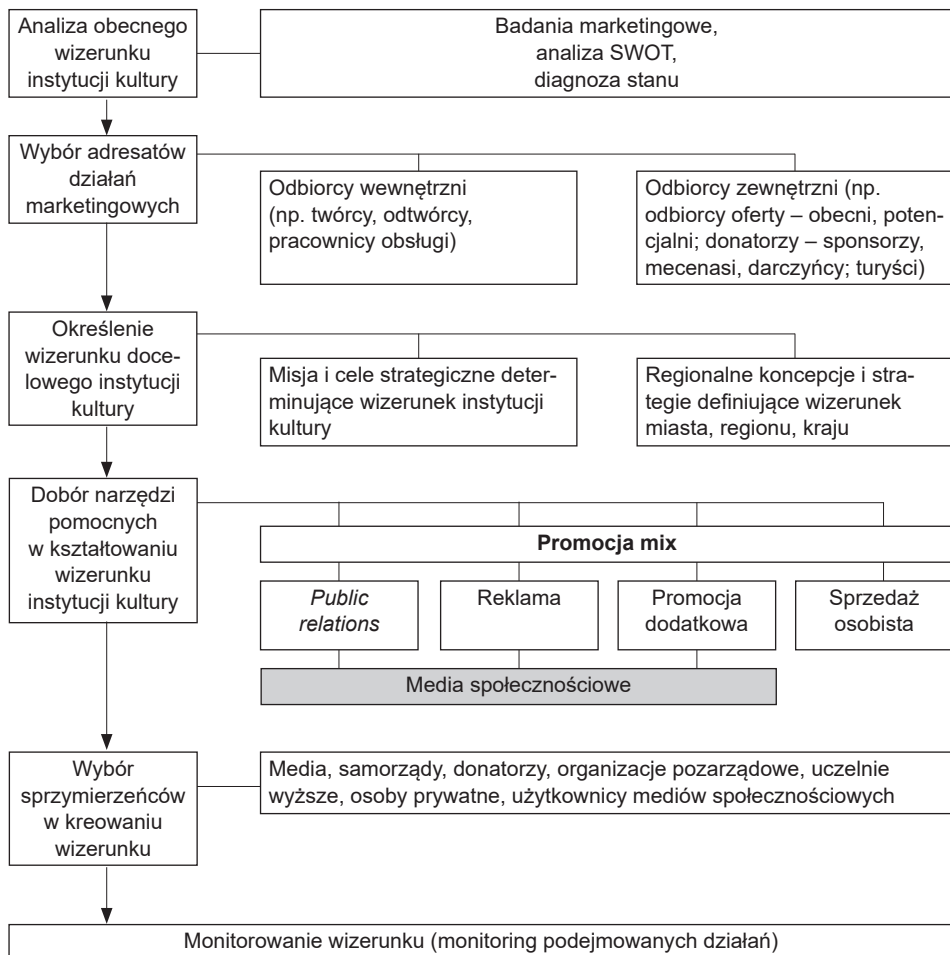 Analiza obecnego
wizerunku
instytucji kultury
Badania marketingowe,
analiza SWOT,
diagnoza stanu
Wybór adresatów
działań
marketingowych
Odbiorcy wewnętrzni
(np. twórcy, odtwórcy,
pracownicy obsługi)
Odbiorcy zewnętrzni (np.
odbiorcy oferty – obecni, poten-
cjalni; donatorzy – sponsorzy,
mecenasi, darczyńcy; turyści)
Określenie
wizerunku doce-
lowego instytucji
kultury
Misja i cele strategiczne deter-
minujące wizerunek instytucji
kultury
Regionalne koncepcje i stra-
tegie definiujące wizerunek
miasta, regionu, kraju
Dobór narzędzi
pomocnych
w kształtowaniu
wizerunku
instytucji kultury
Promocja mix
Public
relations
Reklama
Promocja
dodatkowa
Sprzedaż
osobista
Media społecznościowe
Wybór
sprzymierzeńców
w kreowaniu
wizerunku
Media, samorządy, donatorzy, organizacje pozarządowe, uczelnie
wyższe, osoby prywatne, użytkownicy mediów społecznościowych
Monitorowanie wizerunku (monitoring podejmowanych działań)